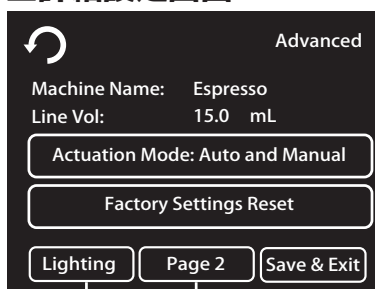 Advanced
Machine Name: Espresso
Line Vol: 15.0 mL
Actuation Mode: Auto and Manual
Factory Settings Reset
Lighting Page 2 Save & Exit